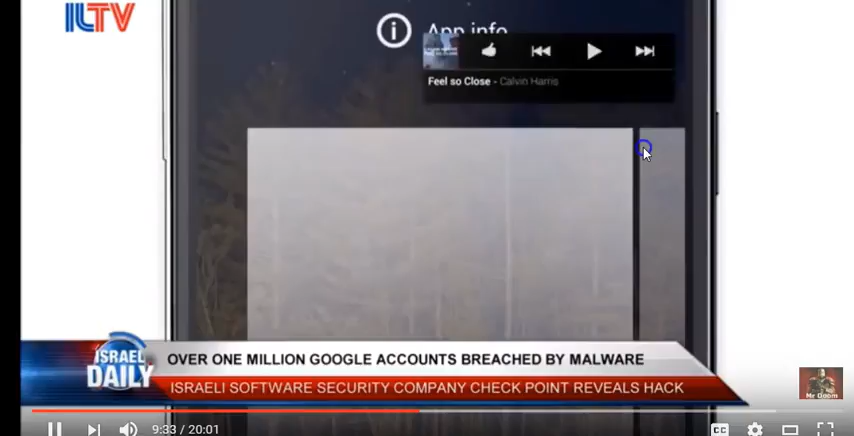 ILTV
App info
Feel so Close - Calvin Harris
ISRAEL
DAILY
OVER ONE MILLION GOOGLE ACCOUNTS BREACHED BY MALWARE
ISRAELI SOFTWARE SECURITY COMPANY CHECK POINT REVEALS HACK
Mr Doom
9:33 / 20:01
CC